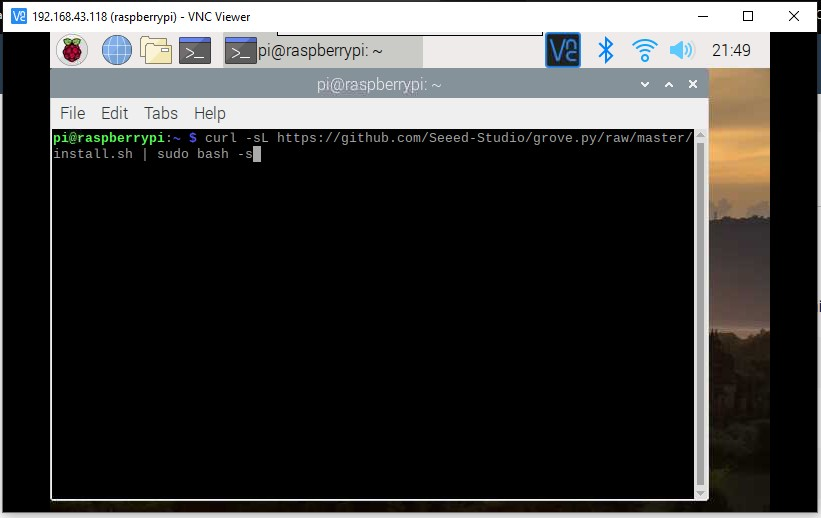 VC 192.168.43.118 (raspberrypi) - VNC Viewer
>_ >_ pi@raspberrypi: ~ 21:49
pi@raspberrypi: ~
File Edit Tabs Help
pi@raspberrypi:~ $ curl -sL https://github.com/Seeed-Studio/grove.py/raw/master/
install.sh | sudo bash -s